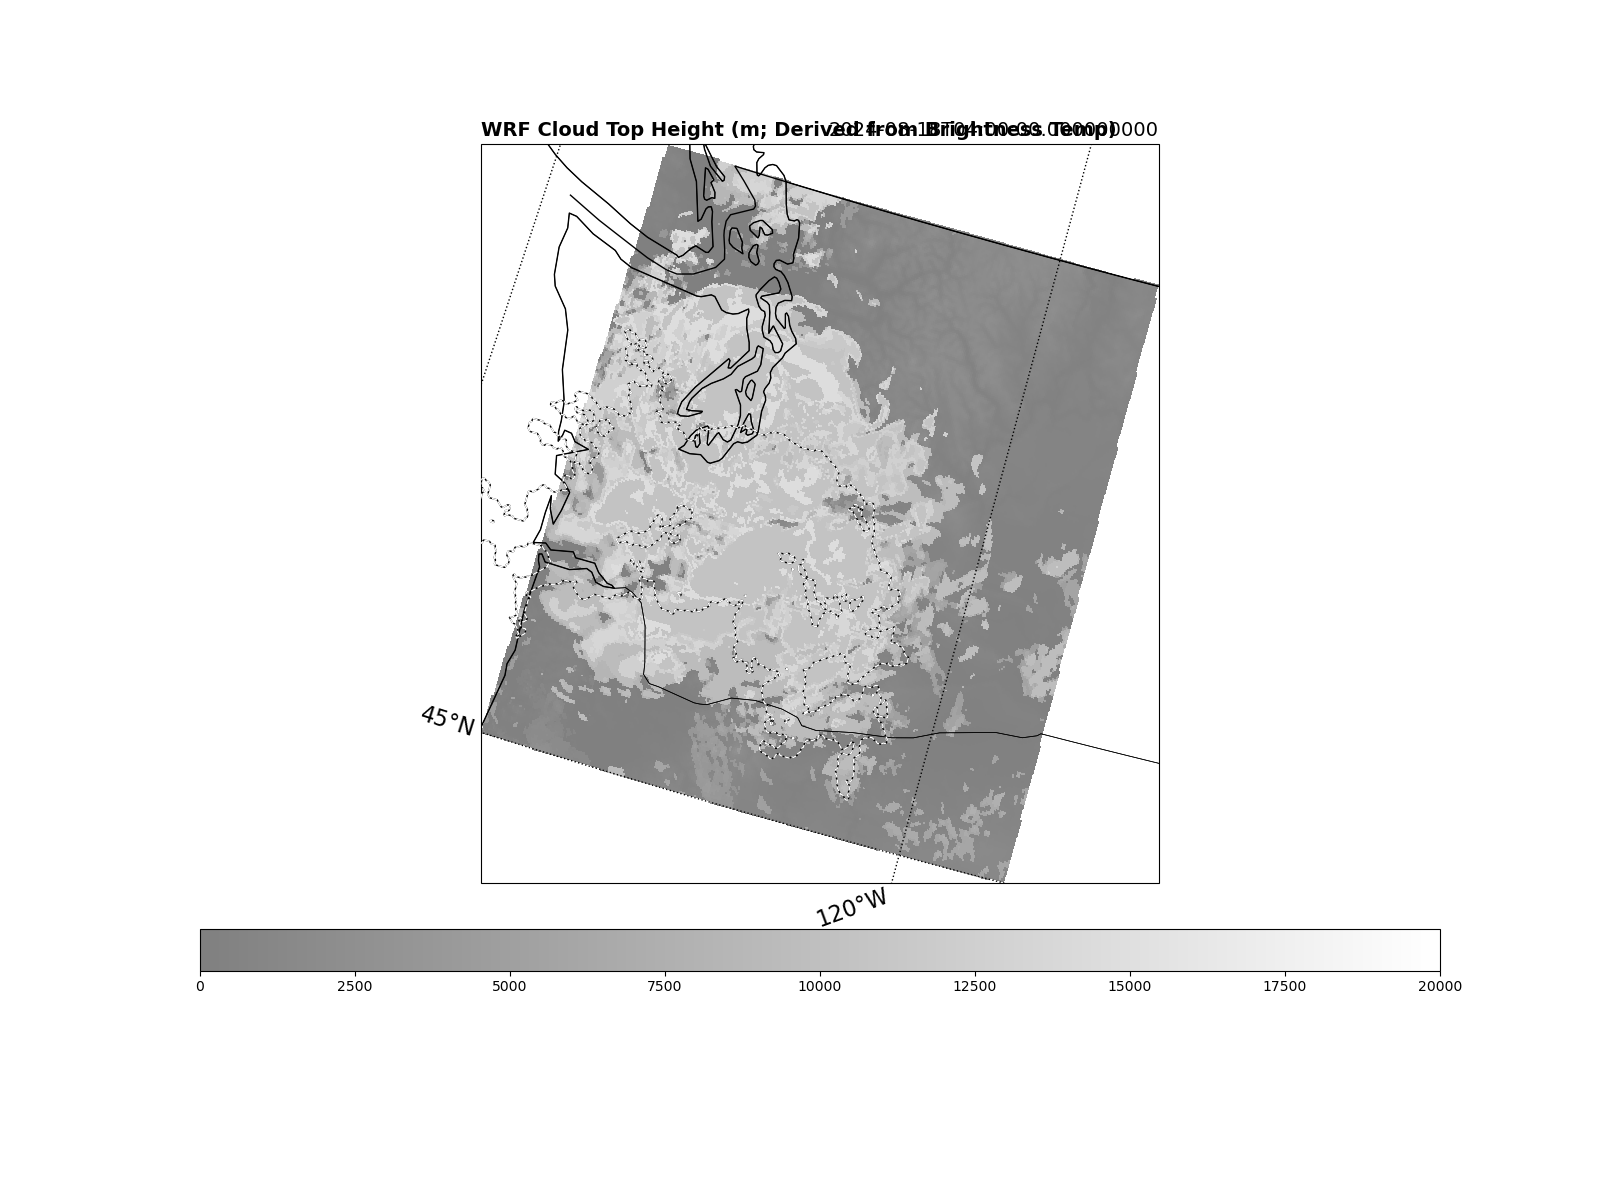 WRF Cloud Top Height (m; Derived from Brightness Temp)
45°N
120°W
0 2500 5000 7500 10000 12500 15000 17500 20000